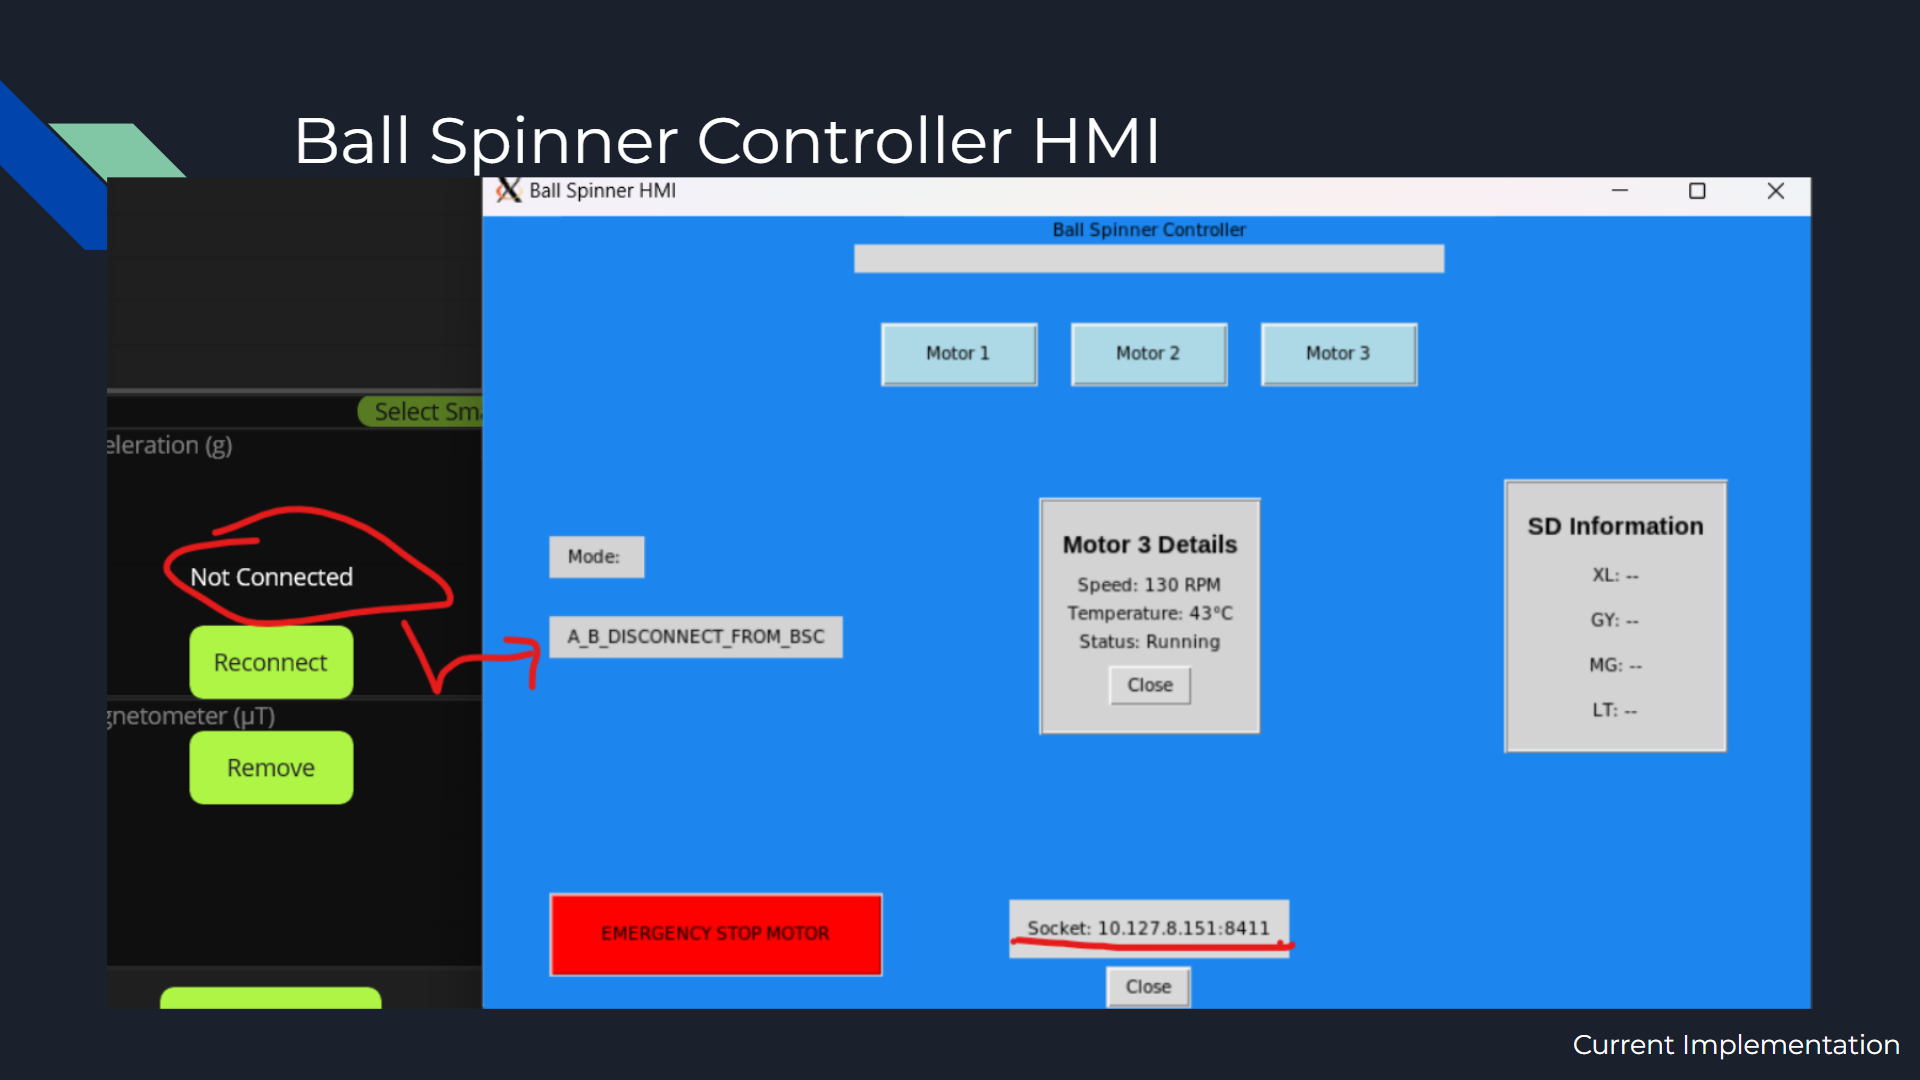 Ball Spinner Controller HMI
Ball Spinner HMI
Ball Spinner Controller
Motor 1
Motor 2
Motor 3
Select Sma
eleration (g)
Not Connected
Reconnect
gnetometer (μT)
Remove
Mode:
A_B_DISCONNECT_FROM_BSC
Motor 3 Details
Speed: 130 RPM
Temperature: 43°C
Status: Running
Close
SD Information
XL: --
GY: --
MG: --
LT: --
EMERGENCY STOP MOTOR
Socket: 10.127.8.151:8411
Close
Current Implementation